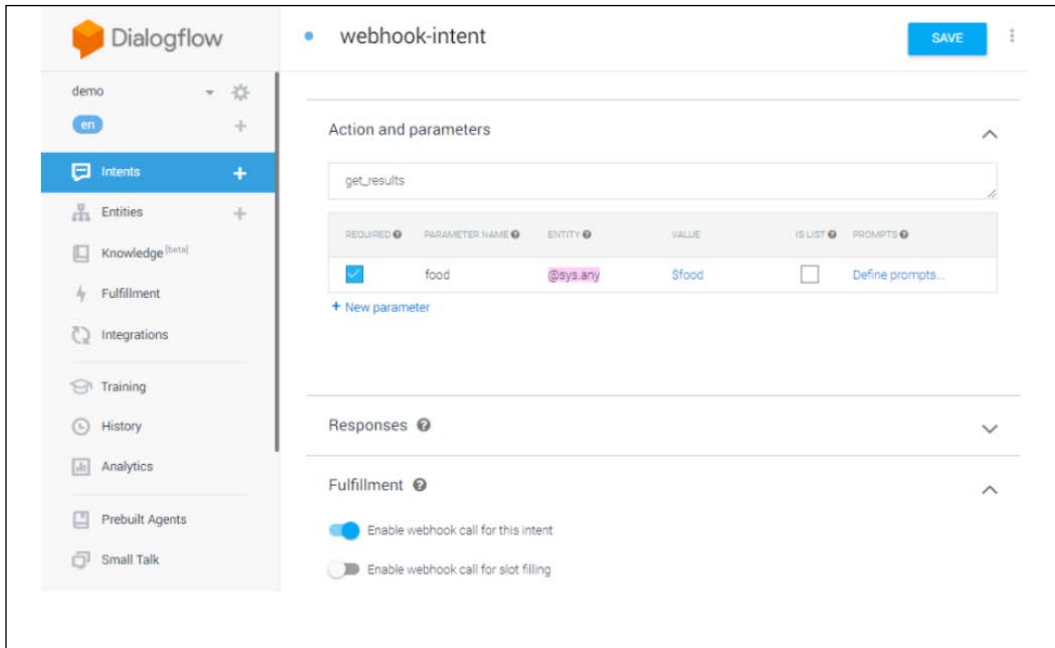 Dialogflow
webhook-intent
SAVE
demo
en
Intents
Entities
Knowledge [beta]
Fulfillment
Integrations
Training
History
Analytics
Prebuilt Agents
Small Talk
Action and parameters
get_results
REQUIRED PARAMETER NAME ENTITY VALUE IS LIST PROMPTS
food @sys.any $food Define prompts...
+ New parameter
Responses
Fulfillment
Enable webhook call for this intent
Enable webhook call for slot filling